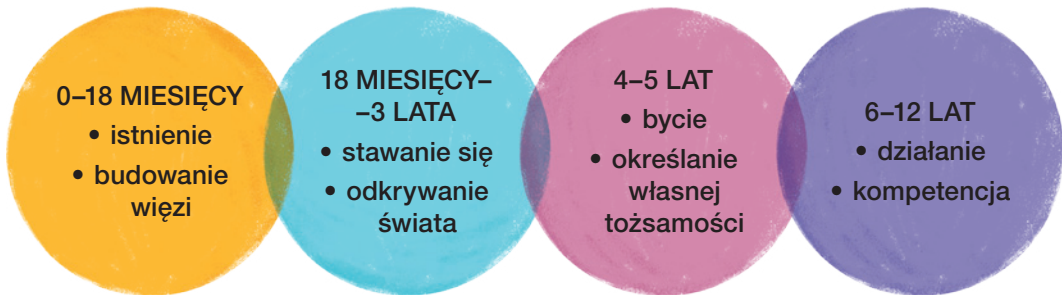 0–18 MIESIĘCY
• istnienie
• budowanie
więzi
18 MIESIĘCY–
–3 LATA
• stawanie się
• odkrywanie
świata
4–5 LAT
• bycie
• określanie
własnej
tożsamości
6–12 LAT
• działanie
• kompetencja